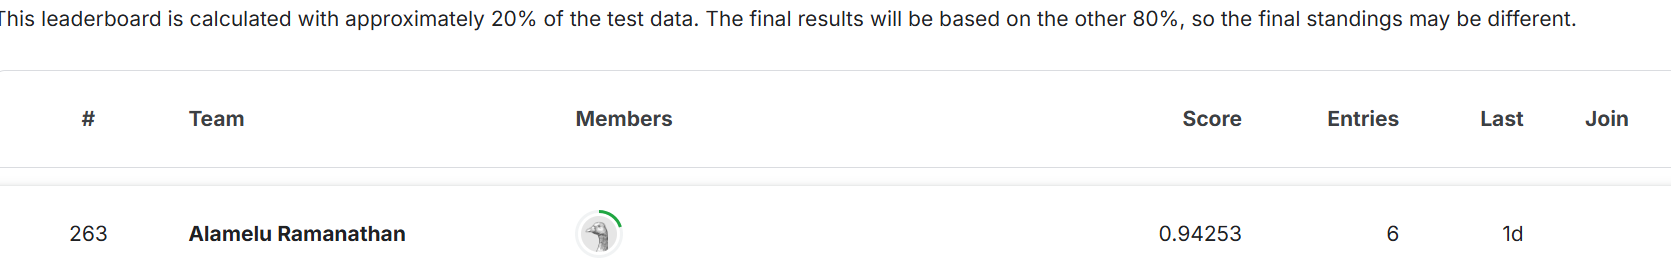 This leaderboard is calculated with approximately 20% of the test data. The final results will be based on the other 80%, so the final standings may be different.
# Team Members Score Entries Last Join
263 Alamelu Ramanathan 0.94253 6 1d